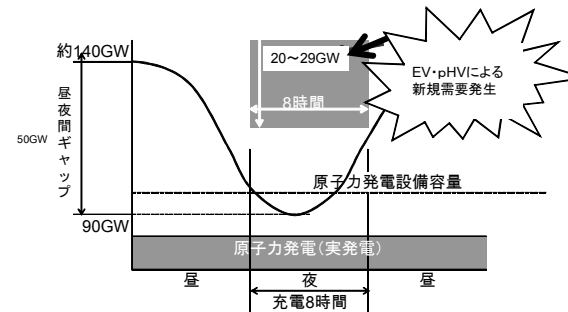 約140GW
20～29GW
EV・pHVによる
新規需要発生
8時間
昼夜間ギャップ
50GW
原子力発電設備容量
90GW
原子力発電(実発電)
昼
夜
昼
充電8時間